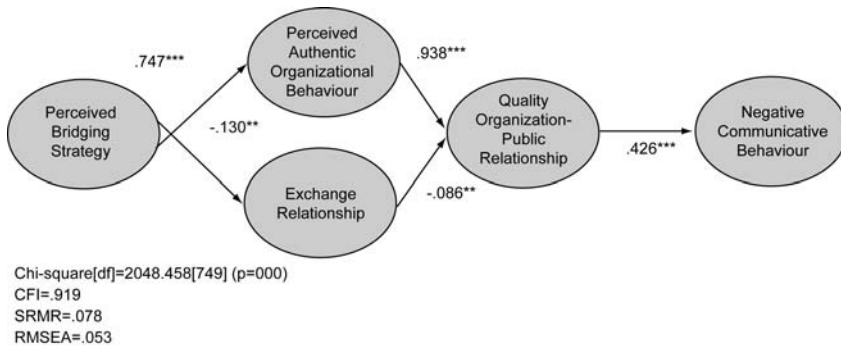 Perceived
Authentic
Organizational
Behaviour
.747***
.938***
Perceived
Bridging
Strategy
-.130**
Quality
Organization-
Public
Relationship
Negative
Communicative
Behaviour
.426***
Exchange
Relationship
-.086**
Chi-square[df]=2048.458[749] (p=000)
CFI=.919
SRMR=.078
RMSEA=.053